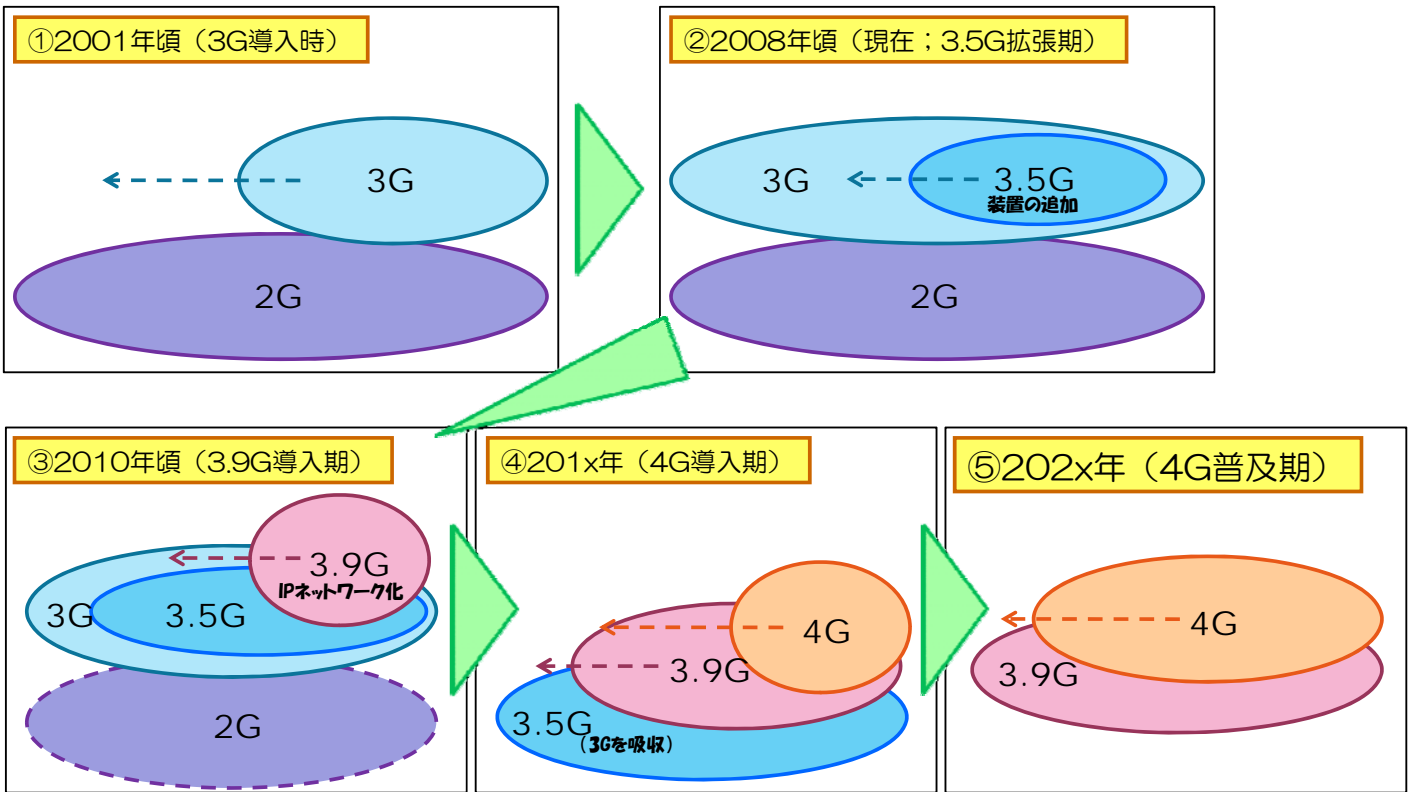 ①2001年頃（3G導入時）
3G
2G
②2008年頃（現在；3.5G拡張期）
3G
3.5G
装置の追加
2G
③2010年頃（3.9G導入期）
3.9G
IPネットワーク化
3G
3.5G
2G
④201x年（4G導入期）
4G
3.9G
3.5G
（3Gを吸収）
⑤202x年（4G普及期）
4G
3.9G